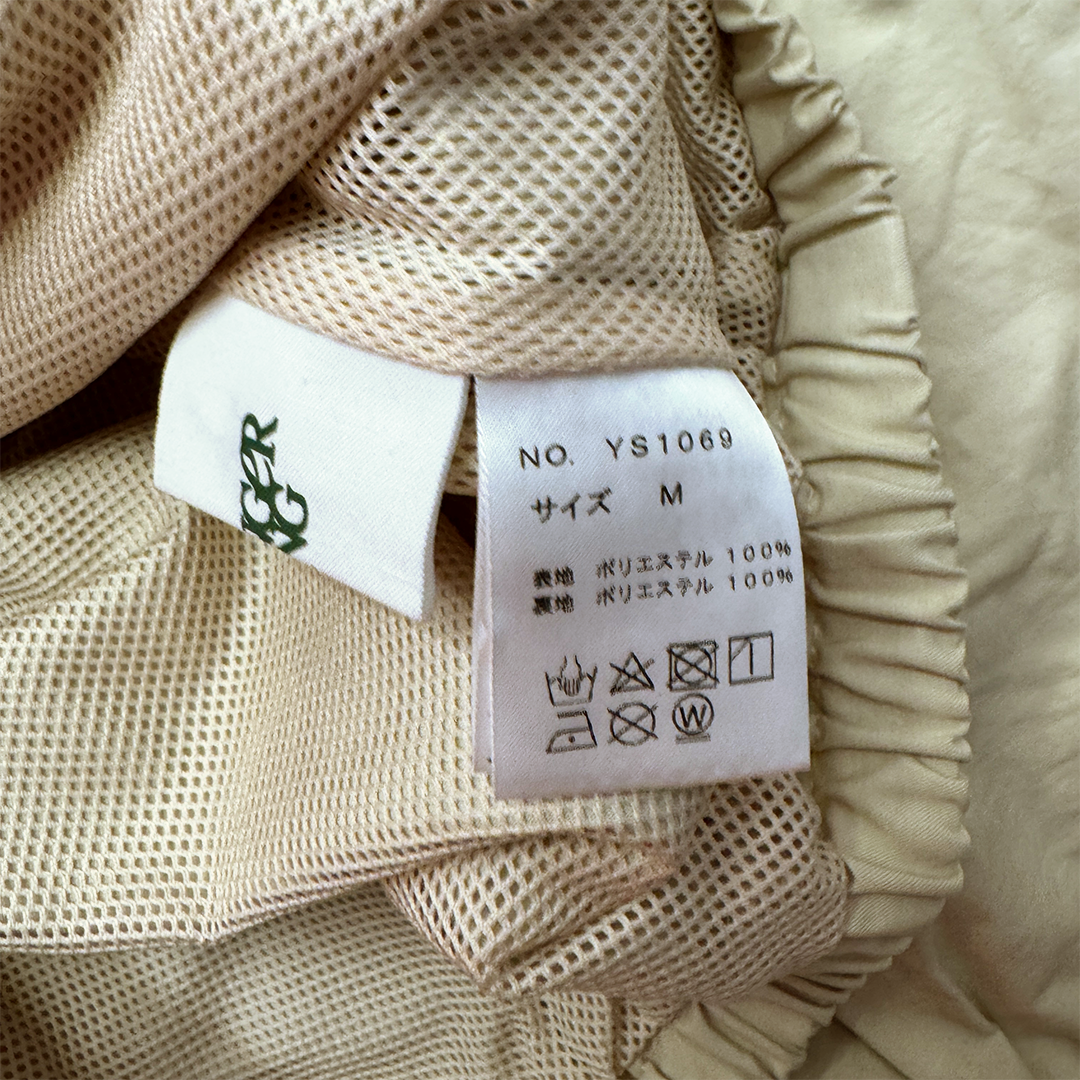 NO. YS1069
サイズ M
表地 ポリエステル 100%
裏地 ポリエステル 100%
W